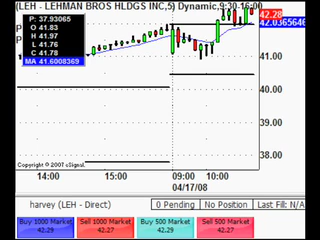 (LEH - LEHMAN BROS HLDGS INC,5) Dynamic,9:30-16:00
P: 37.93065
O 41.83
H 41.97
L 41.76
C 41.78
MA 41.6008369
42.28
42.0365646
41.00
40.00
39.00
38.00
Copyright © 2007 eSignal.
14:00 15:00 09:00 10:00
04/17/08
harvey (LEH - Direct) 0 Pending No Position Last Fill: N/A
Buy 1000 Market Sell 1000 Market Buy 500 Market Sell 500 Market
42.29 42.27 42.29 42.27